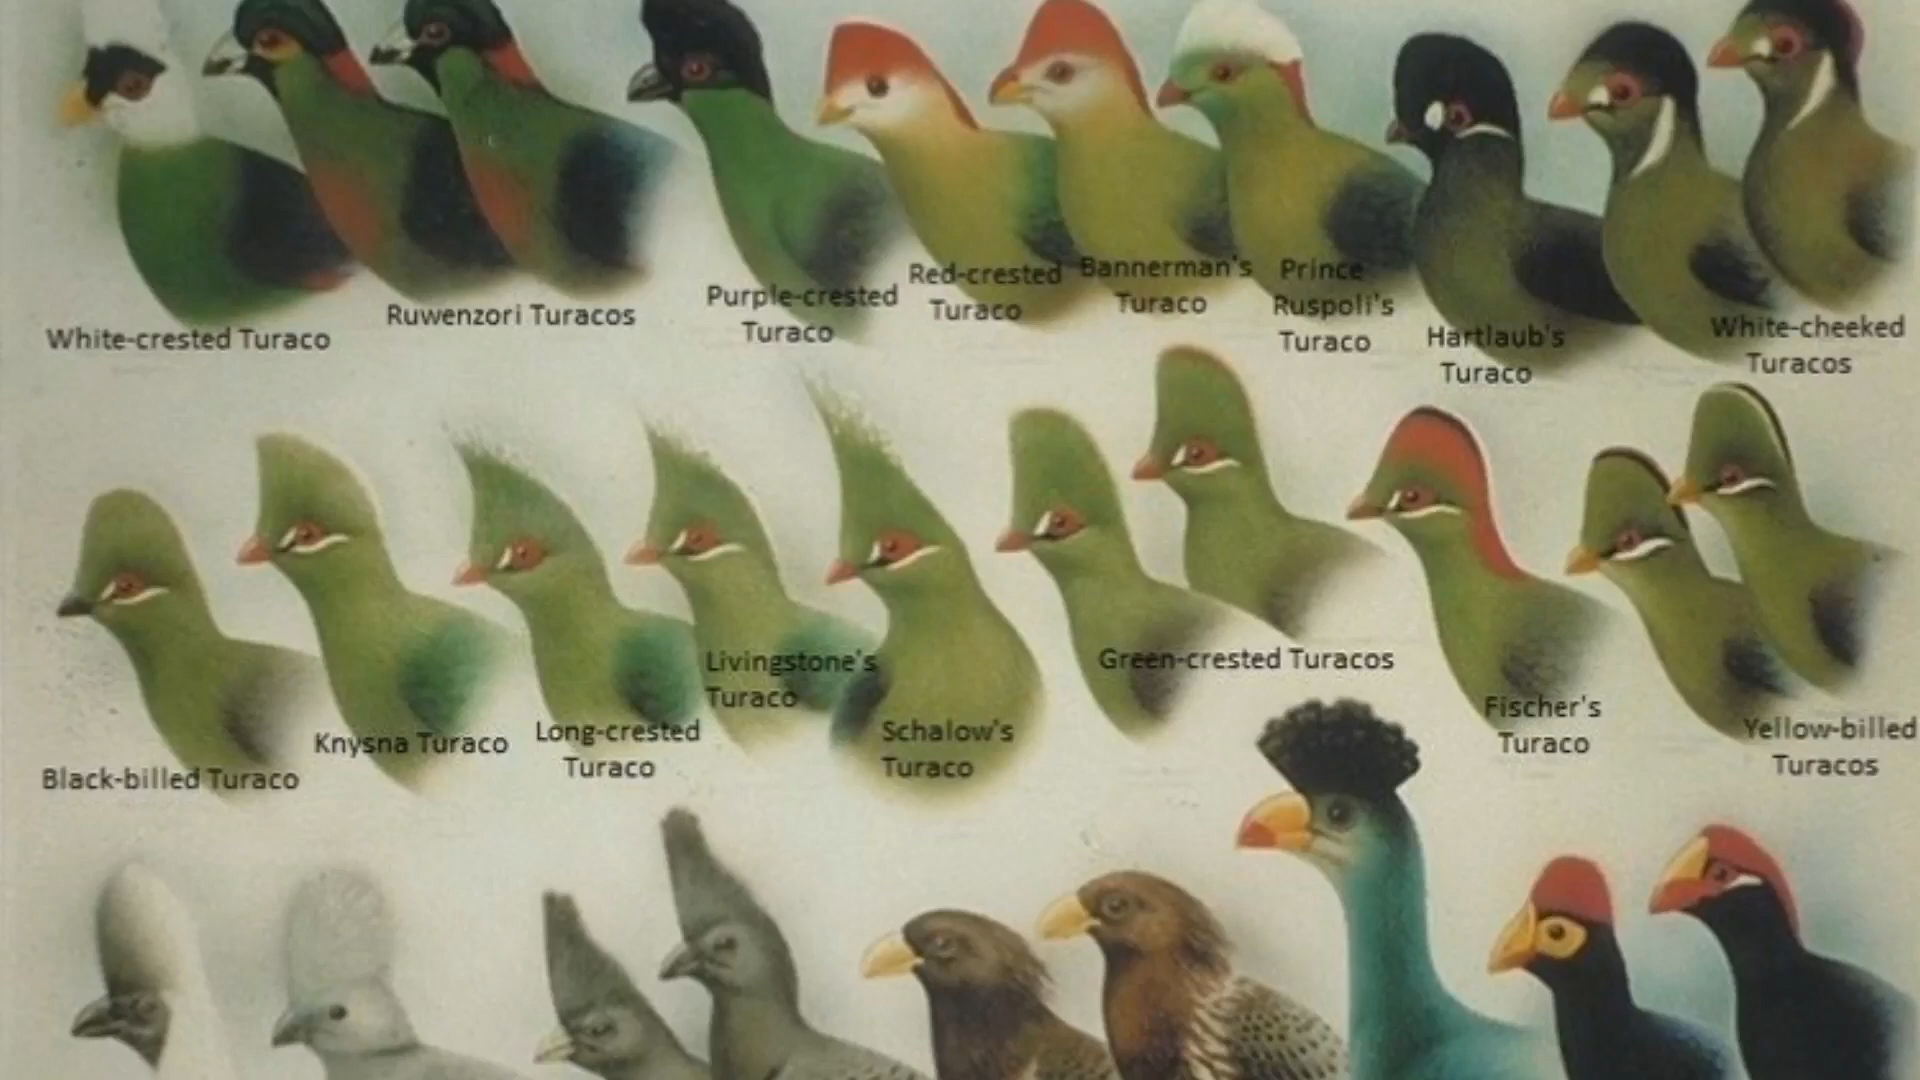 White-crested Turaco
Ruwenzori Turacos
Purple-crested
Turaco
Red-crested
Turaco
Bannerman's
Turaco
Prince
Ruspoli's
Turaco
Hartlaub's
Turaco
White-cheeked
Turacos
Black-billed Turaco
Knysna Turaco
Long-crested
Turaco
Livingstone's
Turaco
Schalow's
Turaco
Green-crested Turacos
Fischer's
Turaco
Yellow-billed
Turacos